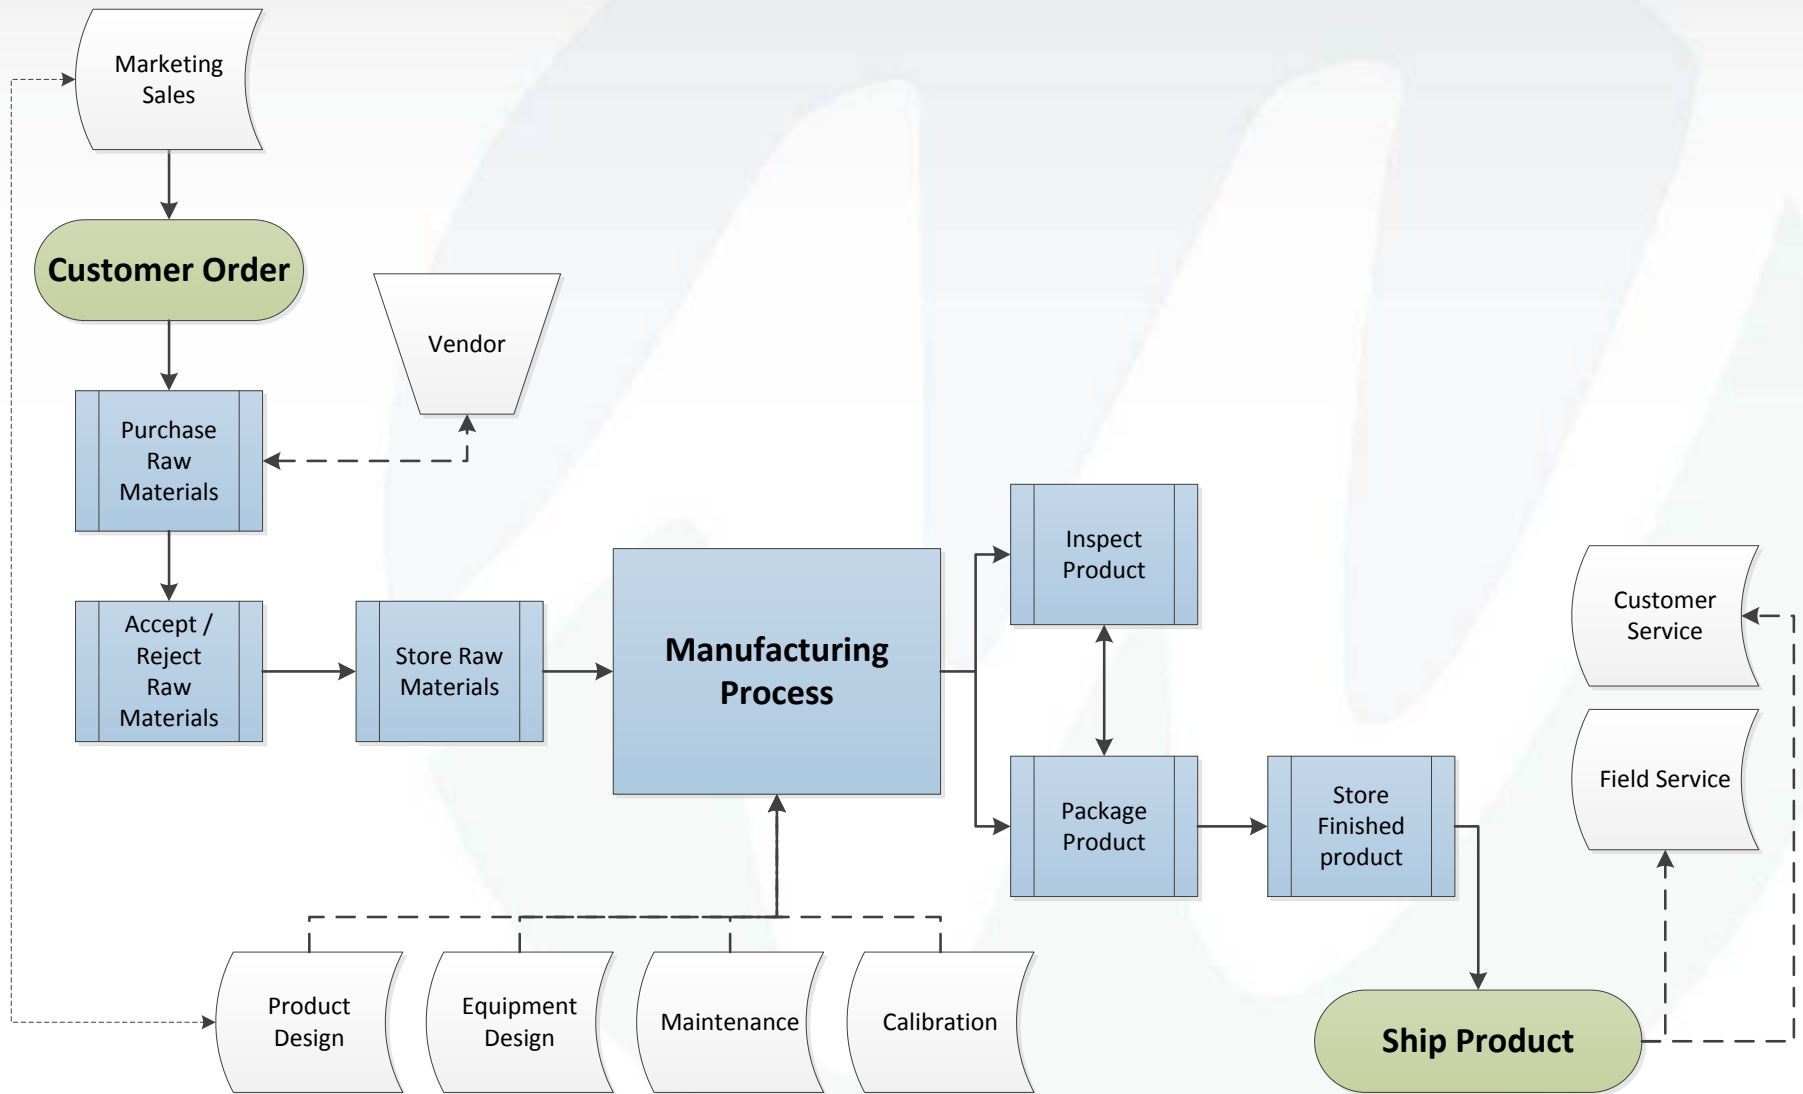 Marketing
Sales
Customer Order
Vendor
Purchase
Raw
Materials
Accept /
Reject
Raw
Materials
Store Raw
Materials
Manufacturing
Process
Inspect
Product
Package
Product
Store
Finished
product
Customer
Service
Field Service
Product
Design
Equipment
Design
Maintenance
Calibration
Ship Product